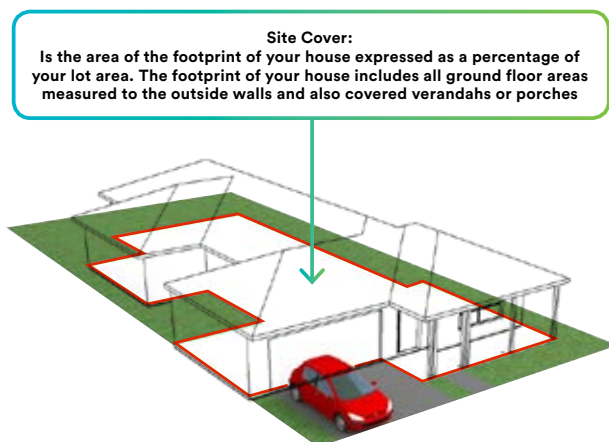 Site Cover:
Is the area of the footprint of your house expressed as a percentage of
your lot area. The footprint of your house includes all ground floor areas
measured to the outside walls and also covered verandahs or porches